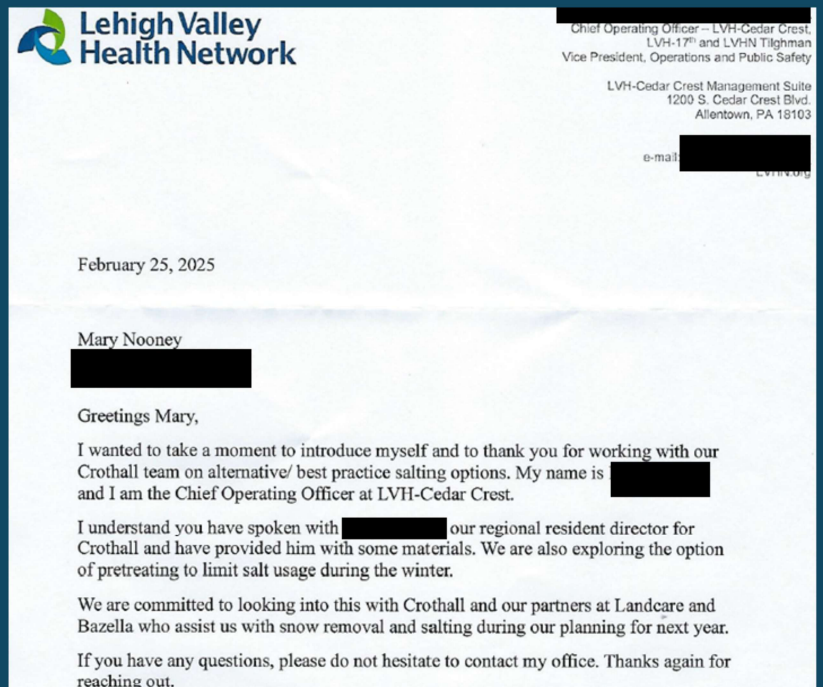 Lehigh Valley
Health Network
Chief Operating Officer – LVH-Cedar Crest,
LVH-17th and LVHN Tilghman
Vice President, Operations and Public Safety
LVH-Cedar Crest Management Suite
1200 S. Cedar Crest Blvd.
Allentown, PA 18103
e-mail:
LVHN.org
February 25, 2025
Mary Nooney
Greetings Mary,
I wanted to take a moment to introduce myself and to thank you for working with our
Crothall team on alternative/ best practice salting options. My name is
and I am the Chief Operating Officer at LVH-Cedar Crest.
I understand you have spoken with our regional resident director for
Crothall and have provided him with some materials. We are also exploring the option
of pretreating to limit salt usage during the winter.
We are committed to looking into this with Crothall and our partners at Landcare and
Bazella who assist us with snow removal and salting during our planning for next year.
If you have any questions, please do not hesitate to contact my office. Thanks again for
reaching out.